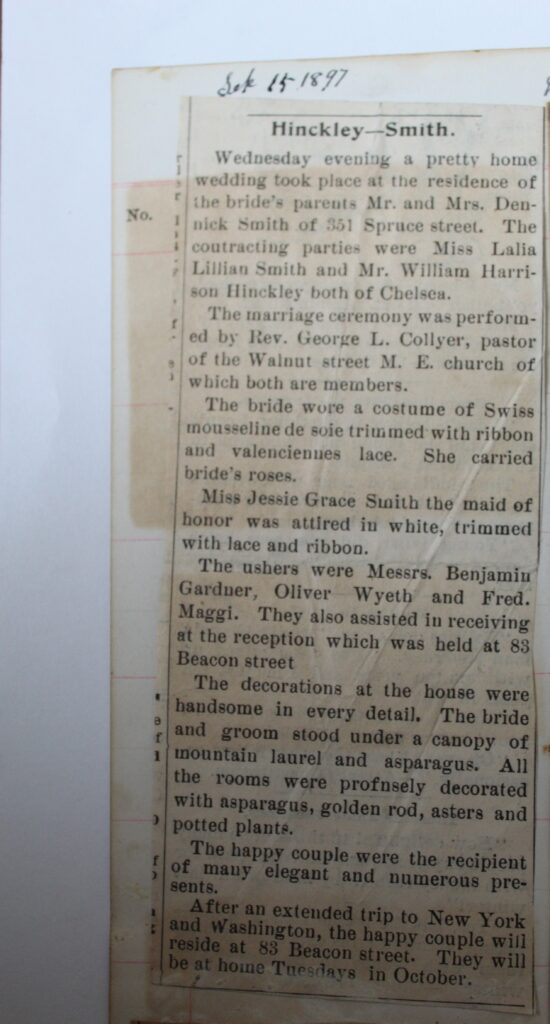 Sek 15 1897
No.
Hinckley—Smith.
Wednesday evening a pretty home
wedding took place at the residence of
the bride's parents Mr. and Mrs. Den-
nick Smith of 351 Spruce street. The
contracting parties were Miss Lalia
Lillian Smith and Mr. William Harri-
son Hinckley both of Chelsea.
The marriage ceremony was perform-
ed by Rev. George L. Collyer, pastor
of the Walnut street M. E. church of
which both are members.
The bride wore a costume of Swiss
mousseline de soie trimmed with ribbon
and valenciennes lace. She carried
bride's roses.
Miss Jessie Grace Smith the maid of
honor was attired in white, trimmed
with lace and ribbon.
The ushers were Messrs. Benjamin
Gardner, Oliver Wyeth and Fred.
Maggi. They also assisted in receiving
at the reception which was held at 83
Beacon street
The decorations at the house were
handsome in every detail. The bride
and groom stood under a canopy of
mountain laurel and asparagus. All
the rooms were profnsely decorated
with asparagus, golden rod, asters and
potted plants.
The happy couple were the recipient
of many elegant and numerous pre-
sents.
After an extended trip to New York
and Washington, the happy couple will
reside at 83 Beacon street. They will
be at home Tuesdays in October.